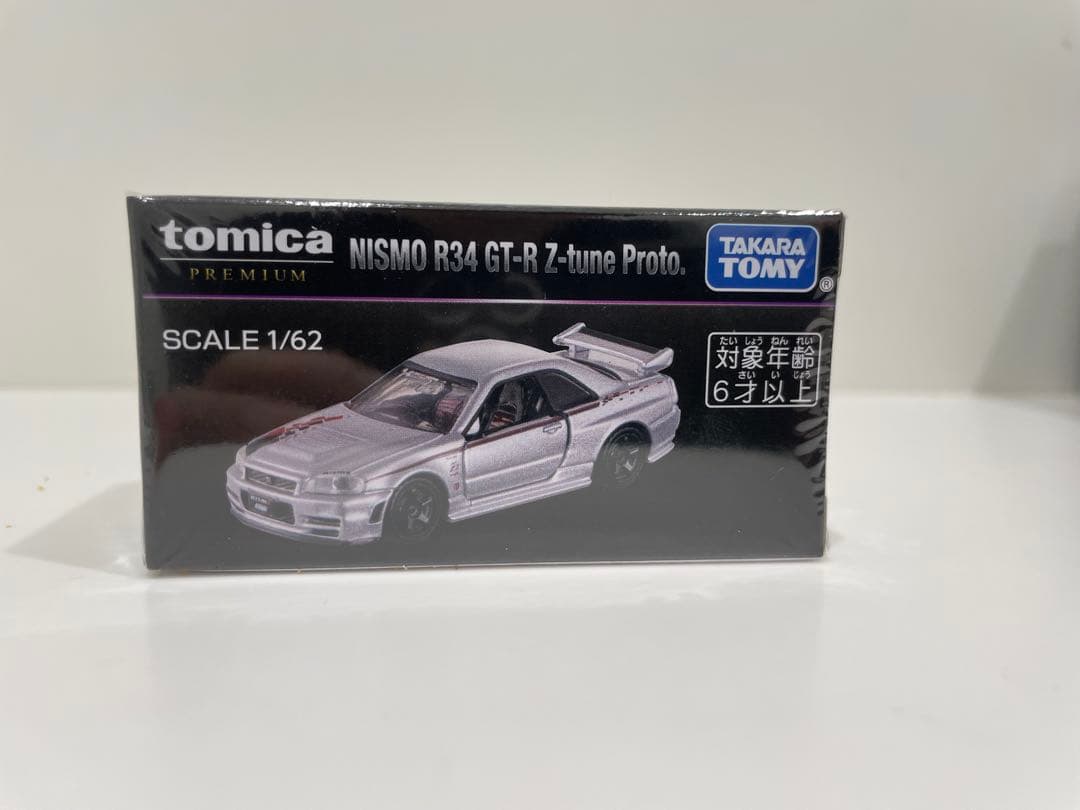 tomica
PREMIUM
NISMO R34 GT-R Z-tune Proto.
TAKARA
TOMY
®
SCALE 1/62
たいしょうねんれい
対象年齢
さいいじょう
6才以上